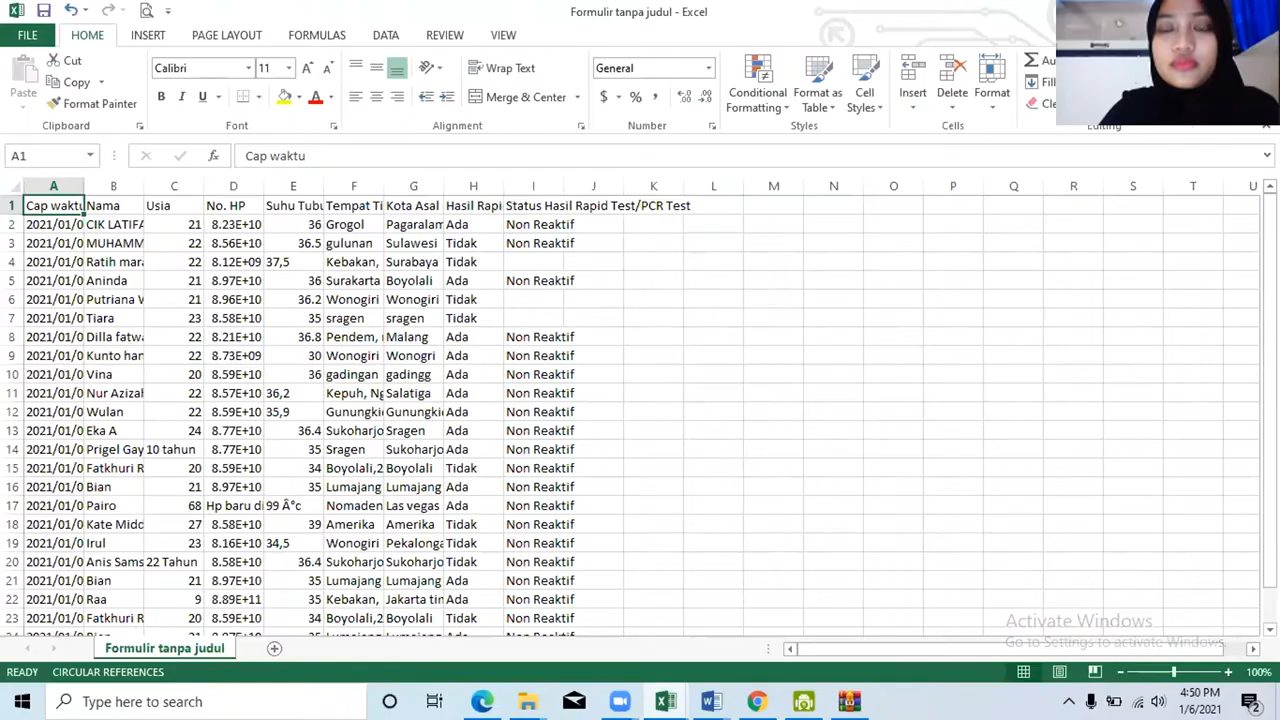 Formulir tanpa judul - Excel
FILE HOME INSERT PAGE LAYOUT FORMULAS DATA REVIEW VIEW
Cut
Copy
Format Painter
Paste
Clipboard
Calibri 11
B I U A
Font
Wrap Text
Merge & Center
Alignment
General
$ % ,
Number
Conditional Formatting
Format as Table
Cell Styles
Styles
Insert Delete Format
Cells
Editing
A1 fx Cap waktu
A B C D E F G H I J K L M N O P Q R S T U
1 Cap waktu Nama Usia No. HP Suhu Tubu Tempat Ti Kota Asal Hasil Rapi Status Hasil Rapid Test/PCR Test
2 2021/01/0 CIK LATIFA 21 8.23E+10 36 Grogol Pagaralam Ada Non Reaktif
3 2021/01/0 MUHAMM 22 8.56E+10 36.5 gulunan Sulawesi Tidak Non Reaktif
4 2021/01/0 Ratih mara 22 8.12E+09 37,5 Kebakan, Surabaya Tidak
5 2021/01/0 Aninda 21 8.97E+10 36 Surakarta Boyolali Ada Non Reaktif
6 2021/01/0 Putriana W 21 8.96E+10 36.2 Wonogiri Wonogiri Tidak
7 2021/01/0 Tiara 23 8.58E+10 35 sragen sragen Tidak
8 2021/01/0 Dilla fatwa 22 8.21E+10 36.8 Pendem, Malang Ada Non Reaktif
9 2021/01/0 Kunto han 22 8.73E+09 30 Wonogiri Wonogri Ada Non Reaktif
10 2021/01/0 Vina 20 8.59E+10 36 gadingan gadingg Ada Non Reaktif
11 2021/01/0 Nur Azizah 22 8.57E+10 36,2 Kepuh, Ng Salatiga Ada Non Reaktif
12 2021/01/0 Wulan 22 8.59E+10 35,9 Gunungkid Gunungkid Ada Non Reaktif
13 2021/01/0 Eka A 24 8.77E+10 36.4 Sukoharjo Sragen Ada Non Reaktif
14 2021/01/0 Prigel Gay 10 tahun 8.77E+10 35 Sragen Sukoharjo Ada Non Reaktif
15 2021/01/0 Fatkhuri R 20 8.59E+10 34 Boyolali,2 Boyolali Tidak Non Reaktif
16 2021/01/0 Bian 21 8.97E+10 35 Lumajang Lumajang Ada Non Reaktif
17 2021/01/0 Pairo 68 Hp baru di 99 Â°c Nomaden Las vegas Ada Non Reaktif
18 2021/01/0 Kate Midd 27 8.58E+10 39 Amerika Amerika Tidak Non Reaktif
19 2021/01/0 Irul 23 8.16E+10 34,5 Wonogiri Pekalonga Tidak Non Reaktif
20 2021/01/0 Anis Sams 22 Tahun 8.58E+10 36.4 Sukoharjo Sukoharjo Tidak Non Reaktif
21 2021/01/0 Bian 21 8.97E+10 35 Lumajang Lumajang Ada Non Reaktif
22 2021/01/0 Raa 9 8.89E+11 35 Kebakan, Jakarta tin Ada Non Reaktif
23 2021/01/0 Fatkhuri R 20 8.59E+10 34 Boyolali,2 Boyolali Tidak Non Reaktif
Activate Windows
Go to Settings to activate Windows.
Formulir tanpa judul
READY CIRCULAR REFERENCES 100%
Type here to search
4:50 PM
1/6/2021
2